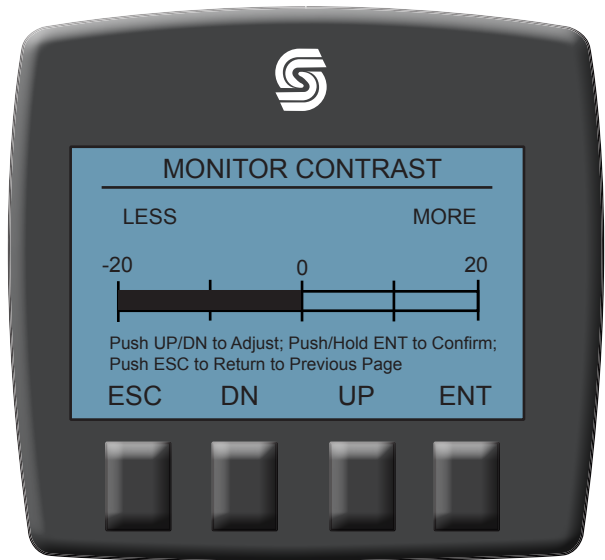 MONITOR CONTRAST
LESS MORE
-20 0 20
Push UP/DN to Adjust; Push/Hold ENT to Confirm;
Push ESC to Return to Previous Page
ESC DN UP ENT